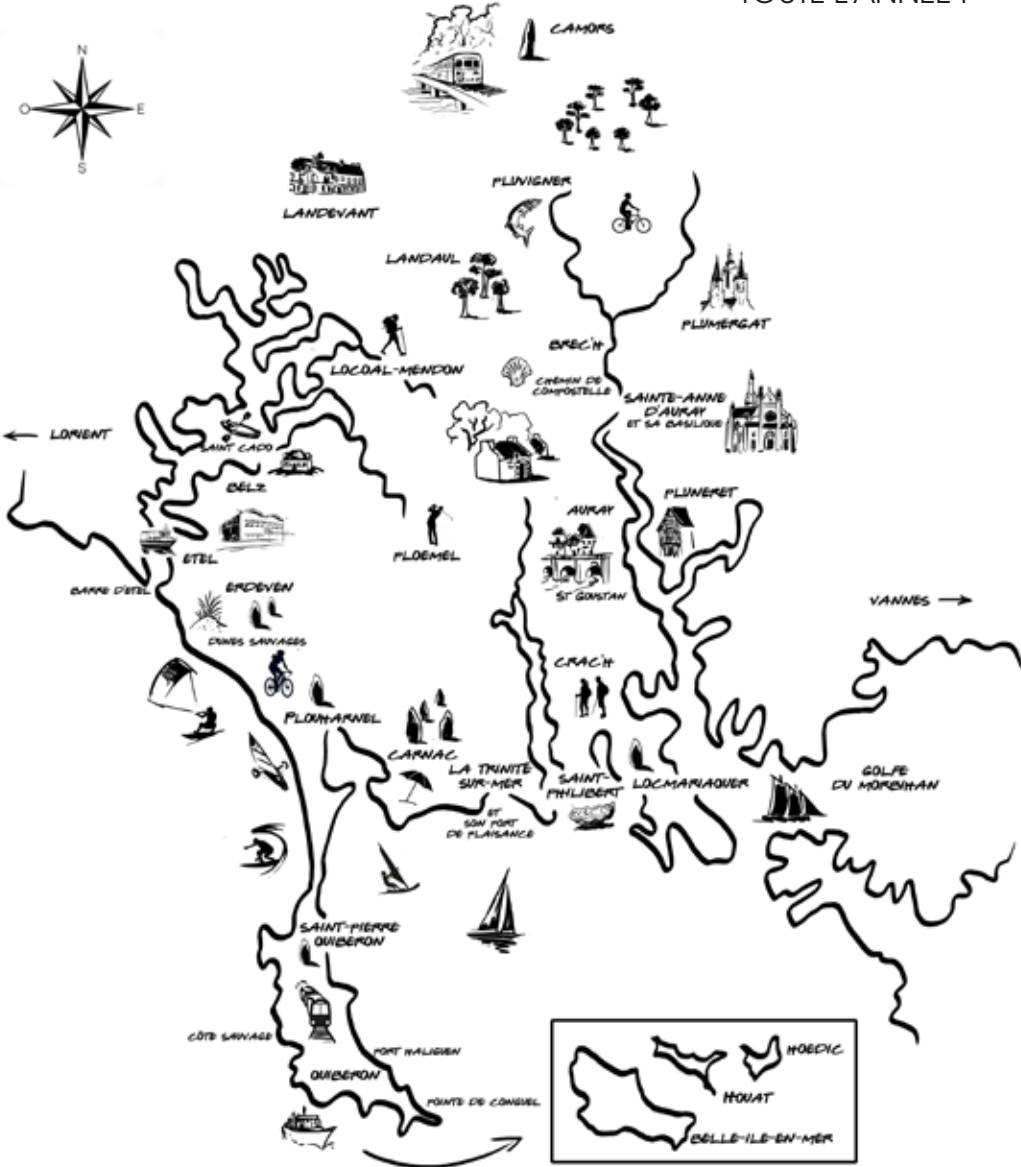 TOUTE L'ANNÉE !
CAMORS
N
O
E
S
PLUVIGNER
LANDEVANT
LANDAUL
PLUMERGAT
BREC'H
LOCOAL-MENDON
CHEMIN DE
COMPOSTELLE
SAINTE-ANNE
D'AURAY
ET SA BASILIQUE
← LORIENT
SAINT CADO
BELZ
PLUNERET
AURAY
ETEL
PLOEMEL
BARRE D'ETEL
ERDEVEN
ST GOUSTAN
VANNES →
DUNES SAUVAGES
CRAC'H
PLOUHARNEL
CARNAC
LA TRINITE
SUR-MER
SAINT-
PHILIBERT
LOCMARIAQUER
GOLFE
DU MORBIHAN
ET
SON PORT
DE PLAISANCE
SAINT-PIERRE
QUIBERON
CÔTE SAUVAGE
PORT HALIGUEN
QUIBERON
POINTE DE CONGUEL
HOEDIC
HOUAT
BELLE-ILE-EN-MER